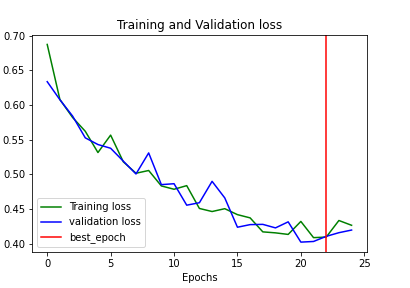 Training and Validation loss
0.70
0.65
0.60
0.55
0.50
0.45
0.40
Training loss
validation loss
best_epoch
0 5 10 15 20 25
Epochs